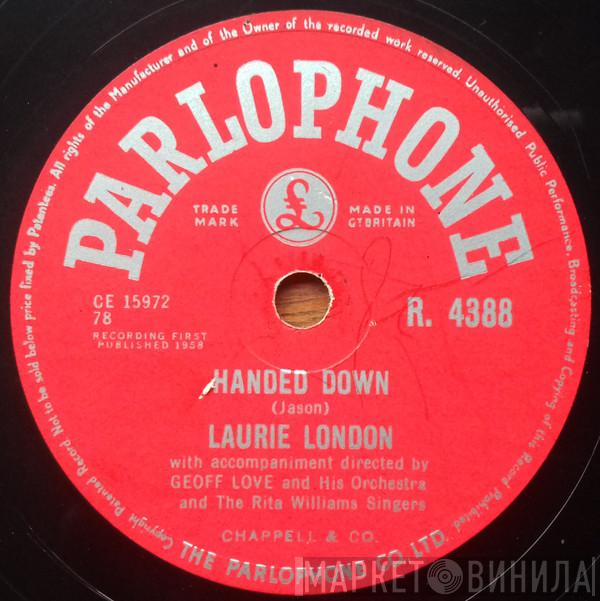 Copyright Patented Record Not to be sold below price fixed by Patentees. All rights of the Manufacturer and of the Owner of the recorded work reserved. Unauthorised Public Performance, Broadcasting and Copying of this Record Prohibited
PARLOPHONE
TRADE MARK
£
MADE IN GT BRITAIN
CE 15972
78
R. 4388
RECORDING FIRST
PUBLISHED 1958
HANDED DOWN
(Jason)
LAURIE LONDON
with accompaniment directed by
GEOFF LOVE and His Orchestra
and The Rita Williams Singers
CHAPPELL & CO.
THE PARLOPHONE CO. LTD.
МАРКЕТ ВИНИЛА